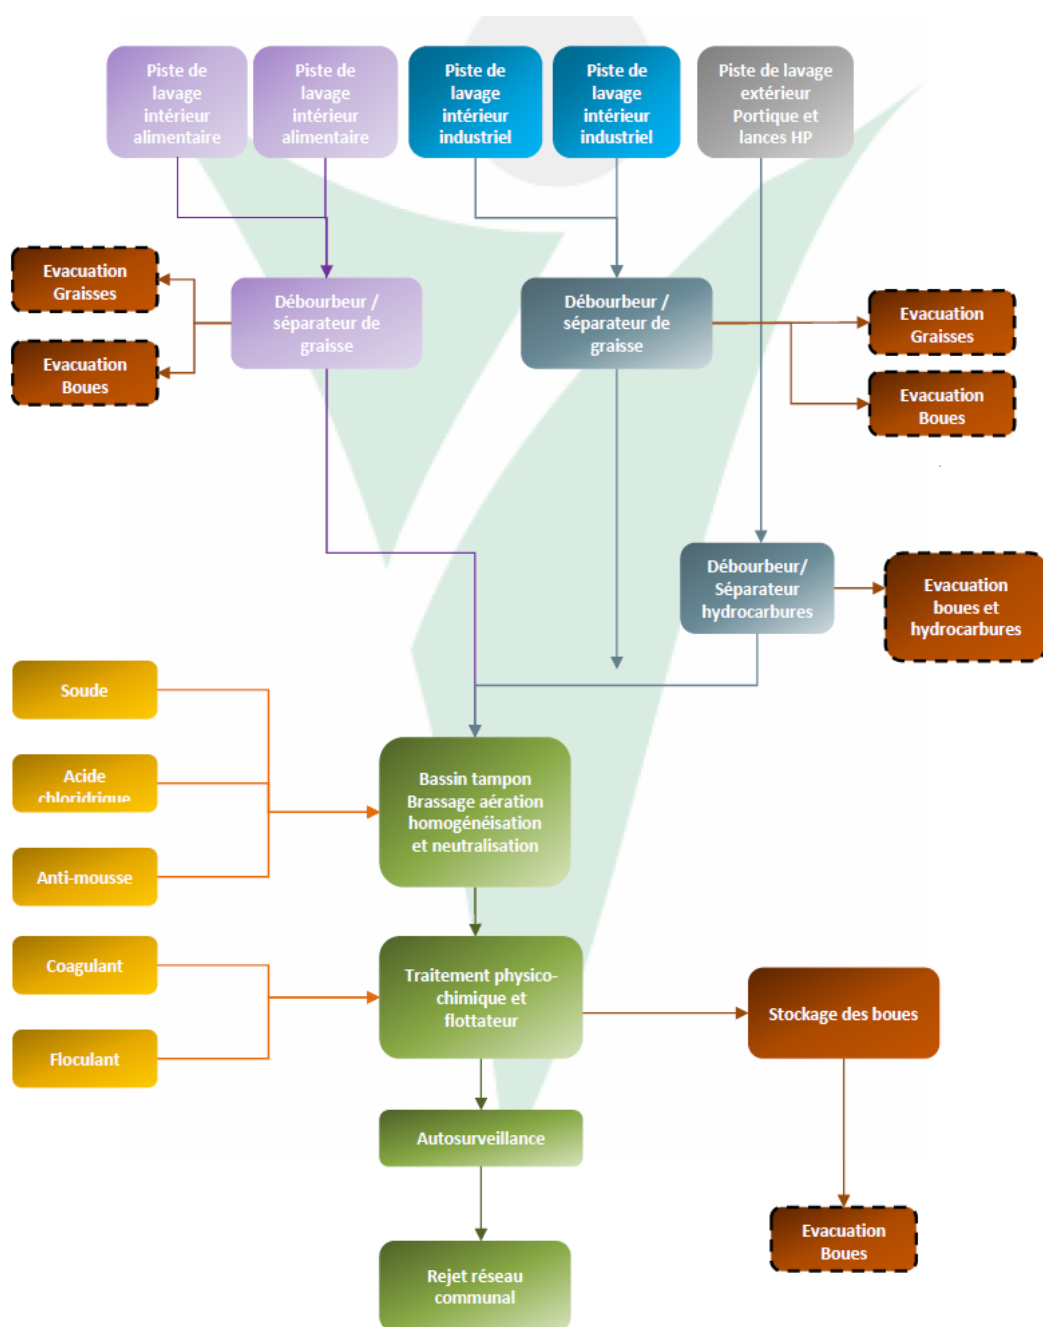 Piste de
lavage
intérieur
alimentaire
Piste de
lavage
intérieur
alimentaire
Piste de
lavage
intérieur
industriel
Piste de
lavage
intérieur
industriel
Piste de lavage
extérieur
Portique et
lances HP
Evacuation
Graisses
Evacuation
Boues
Débourbeur /
séparateur de
graisse
Débourbeur /
séparateur de
graisse
Evacuation
Graisses
Evacuation
Boues
Débourbeur/
Séparateur
hydrocarbures
Evacuation
boues et
hydrocarbures
Soude
Acide
chloridrique
Anti-mousse
Bassin tampon
Brassage aération
homogénéisation
et neutralisation
Coagulant
Floculant
Traitement physico-
chimique et
flottateur
Stockage des boues
Autosurveillance
Evacuation
Boues
Rejet réseau
communal